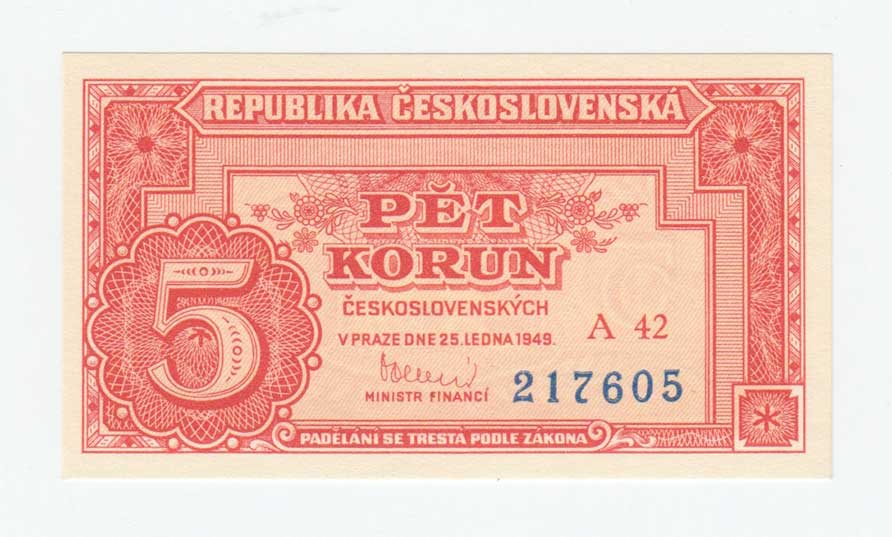 REPUBLIKA ČESKOSLOVENSKÁ
PĚT
KORUN
5
ČESKOSLOVENSKÝCH
V PRAZE DNE 25. LEDNA 1949.
A 42
MINISTR FINANCÍ
217605
PADĚLÁNÍ SE TRESTÁ PODLE ZÁKONA